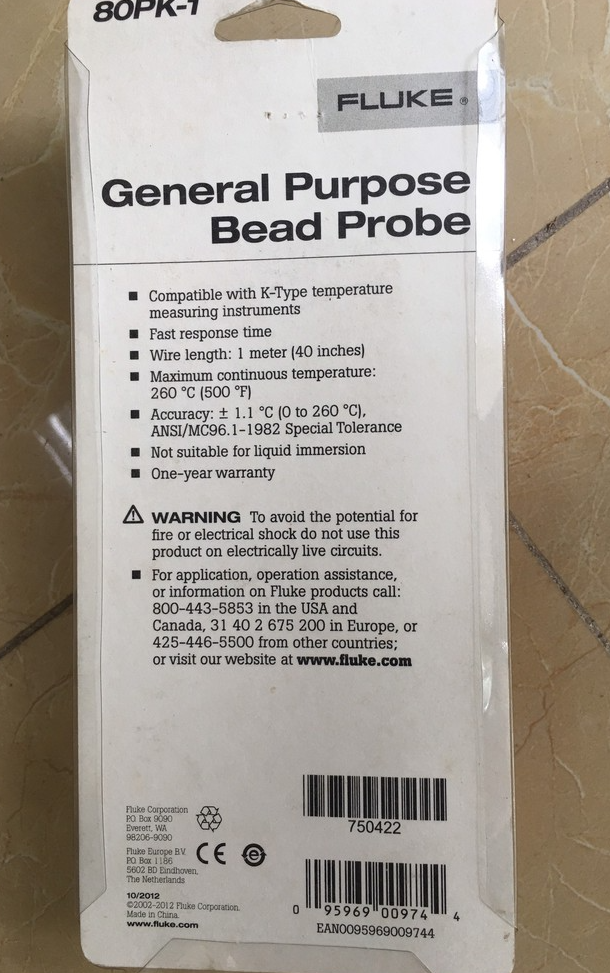 80PK-1
FLUKE®
General Purpose
Bead Probe
■ Compatible with K-Type temperature
measuring instruments
■ Fast response time
■ Wire length: 1 meter (40 inches)
■ Maximum continuous temperature:
260 °C (500 °F)
■ Accuracy: ± 1.1 °C (0 to 260 °C),
ANSI/MC96.1-1982 Special Tolerance
■ Not suitable for liquid immersion
■ One-year warranty
⚠ WARNING To avoid the potential for
fire or electrical shock do not use this
product on electrically live circuits.
■ For application, operation assistance,
or information on Fluke products call:
800-443-5853 in the USA and
Canada, 31 40 2 675 200 in Europe, or
425-446-5500 from other countries;
or visit our website at www.fluke.com
Fluke Corporation
P.O. Box 9090
Everett, WA
98206-9090
Fluke Europe B.V.
P.O. Box 1186
5602 BD Eindhoven,
The Netherlands
CE e
10/2012
©2002-2012 Fluke Corporation.
Made in China.
www.fluke.com
750422
0 95969 00974 4
EAN0095969009744